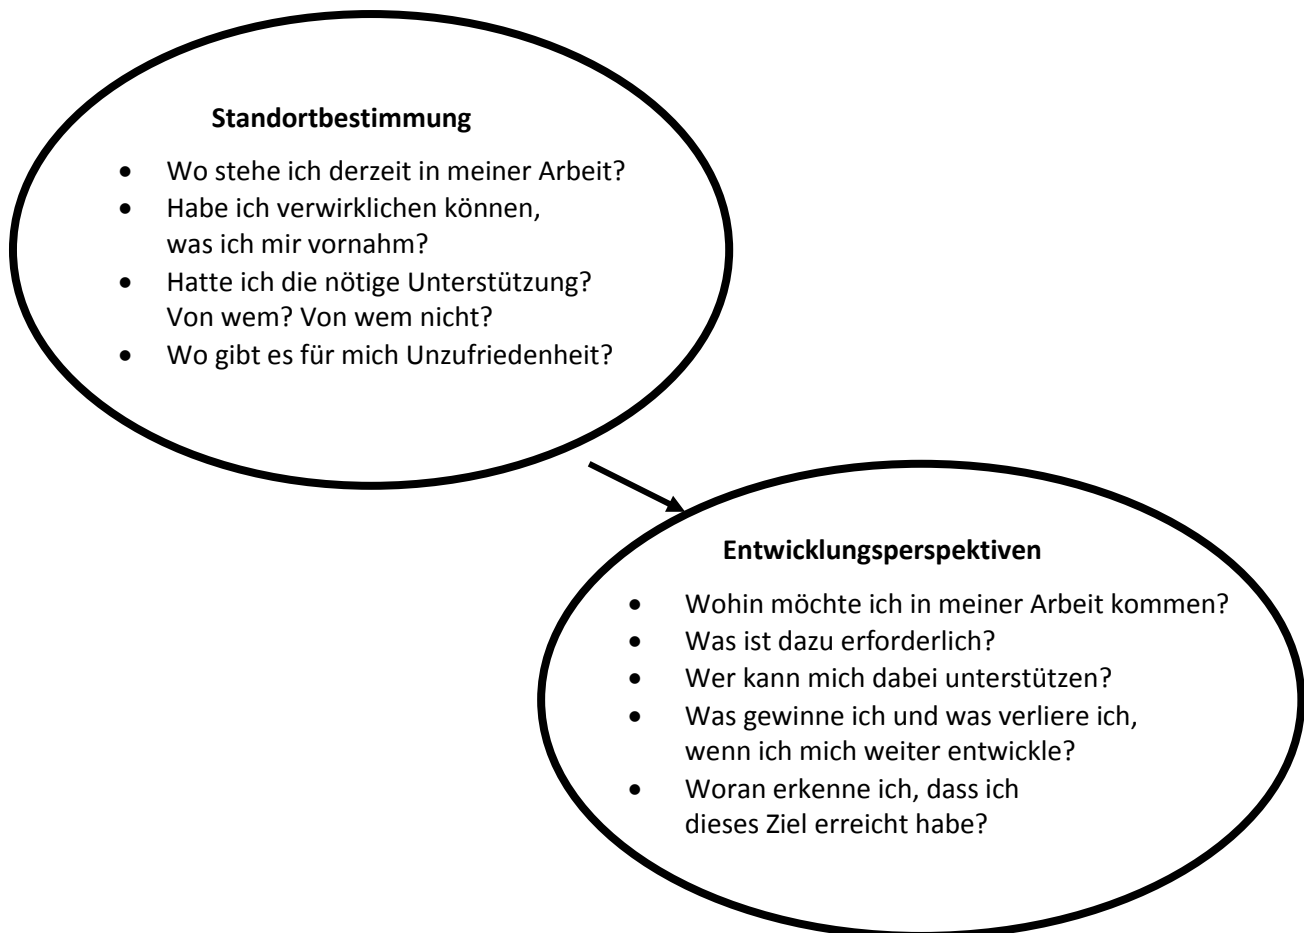 Standortbestimmung
• Wo stehe ich derzeit in meiner Arbeit?
• Habe ich verwirklichen können,
was ich mir vornahm?
• Hatte ich die nötige Unterstützung?
Von wem? Von wem nicht?
• Wo gibt es für mich Unzufriedenheit?
Entwicklungsperspektiven
• Wohin möchte ich in meiner Arbeit kommen?
• Was ist dazu erforderlich?
• Wer kann mich dabei unterstützen?
• Was gewinne ich und was verliere ich,
wenn ich mich weiter entwickle?
• Woran erkenne ich, dass ich
dieses Ziel erreicht habe?